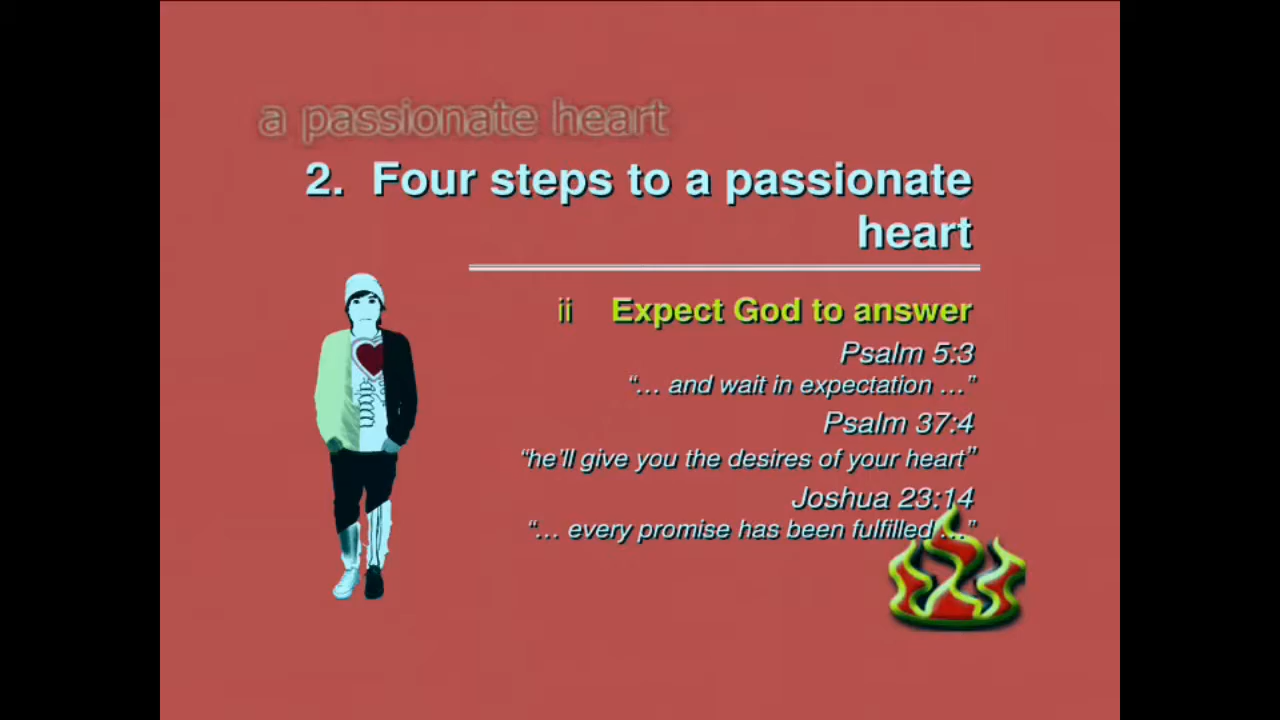 a passionate heart
2. Four steps to a passionate
heart
ii Expect God to answer
Psalm 5:3
“… and wait in expectation …”
Psalm 37:4
“he’ll give you the desires of your heart”
Joshua 23:14
“… every promise has been fulfilled …”